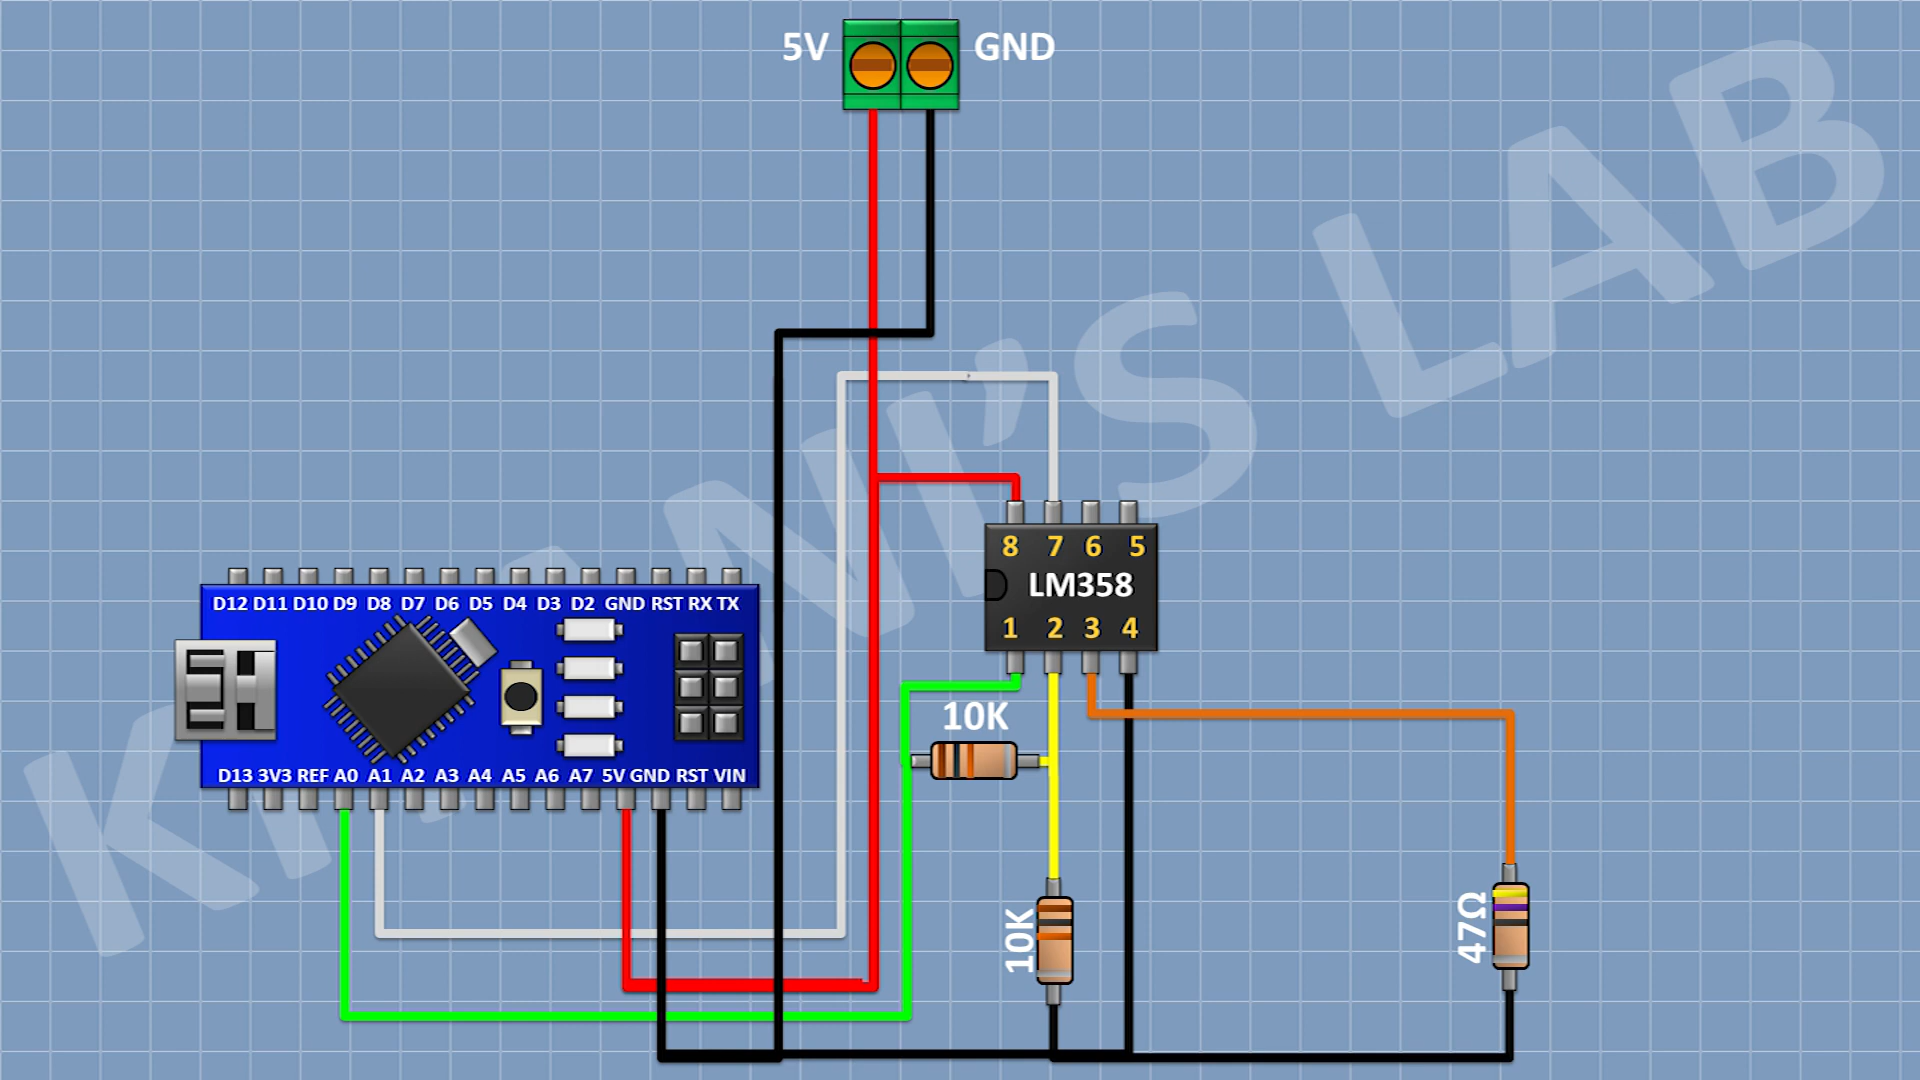 5V GND
KHANI'S LAB
8 7 6 5
LM358
1 2 3 4
D12 D11 D10 D9 D8 D7 D6 D5 D4 D3 D2 GND RST RX TX
10K
D13 3V3 REF A0 A1 A2 A3 A4 A5 A6 A7 5V GND RST VIN
10K
47Ω